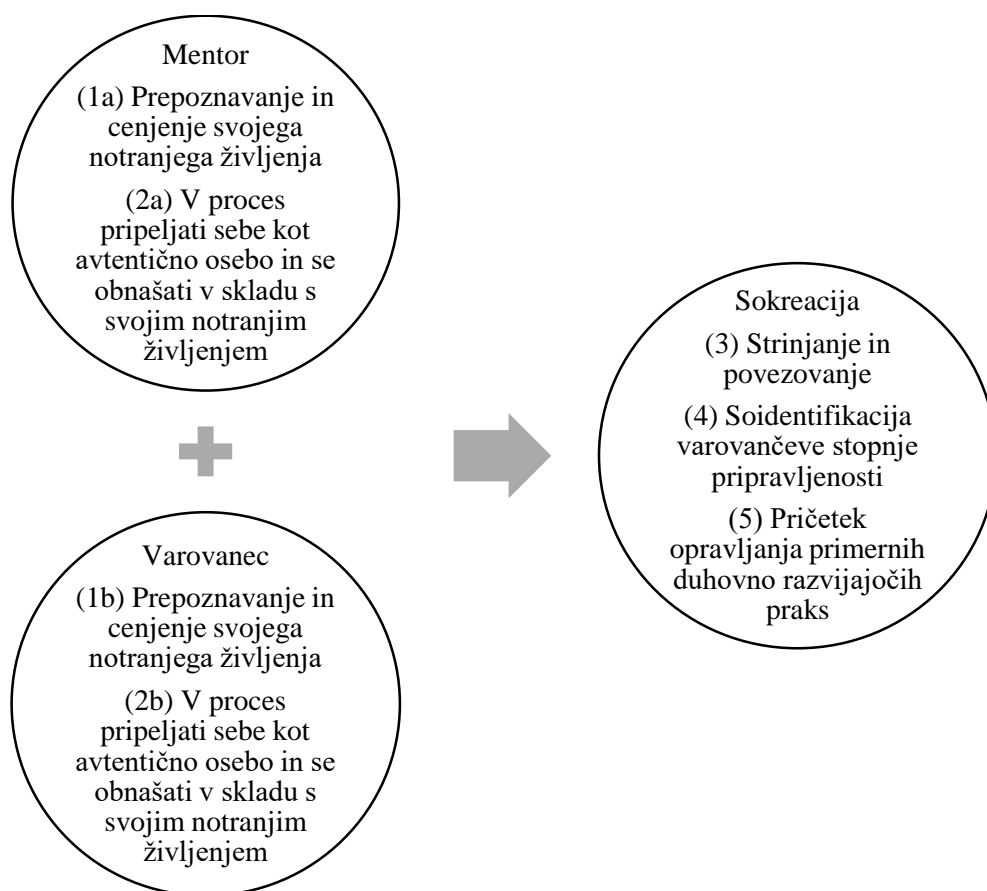 Mentor
(1a) Prepoznavanje in
cenjenje svojega
notranjega življenja
(2a) V proces
pripeljati sebe kot
avtentično osebo in se
obnašati v skladu s
svojim notranjim
življenjem
Varovanec
(1b) Prepoznavanje in
cenjenje svojega
notranjega življenja
(2b) V proces
pripeljati sebe kot
avtentično osebo in se
obnašati v skladu s
svojim notranjim
življenjem
Sokreacija
(3) Strinjanje in
povezovanje
(4) Soidentifikacija
varovančeve stopnje
pripravljenosti
(5) Pričetek
opravljanja primernih
duhovno razvijajočih
praks